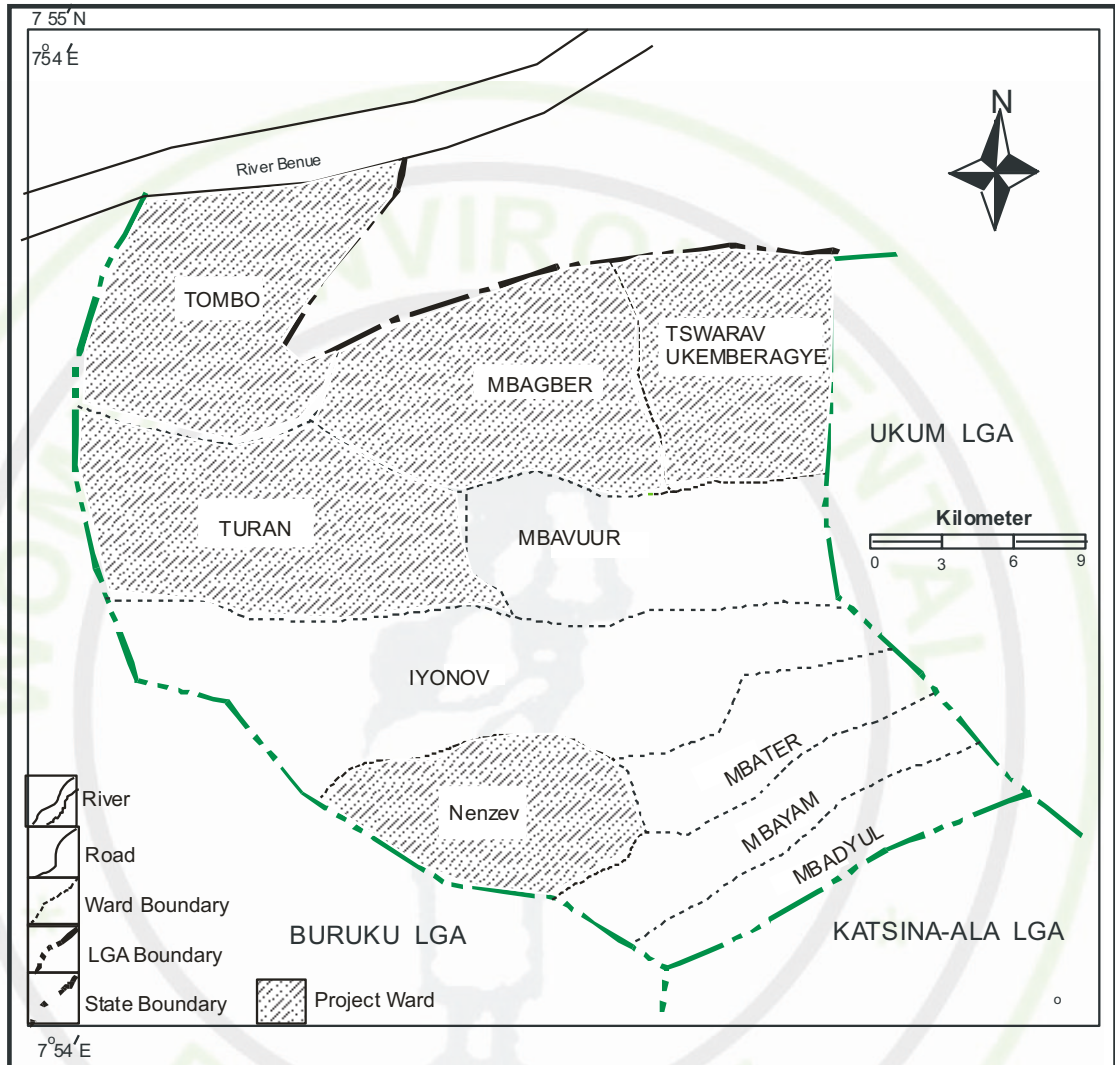 7 55′ N
7°54′ E
River Benue
N
TOMBO
TSWARAV
UKEMBERAGYE
MBAGBER
UKUM LGA
Kilometer
0 3 6 9
TURAN
MBAVUUR
IYONOV
MBATER
Nenzev
MBAYAM
MBADYUL
River
Road
Ward Boundary
LGA Boundary
State Boundary
Project Ward
BURUKU LGA
KATSINA-ALA LGA
7°54′ E